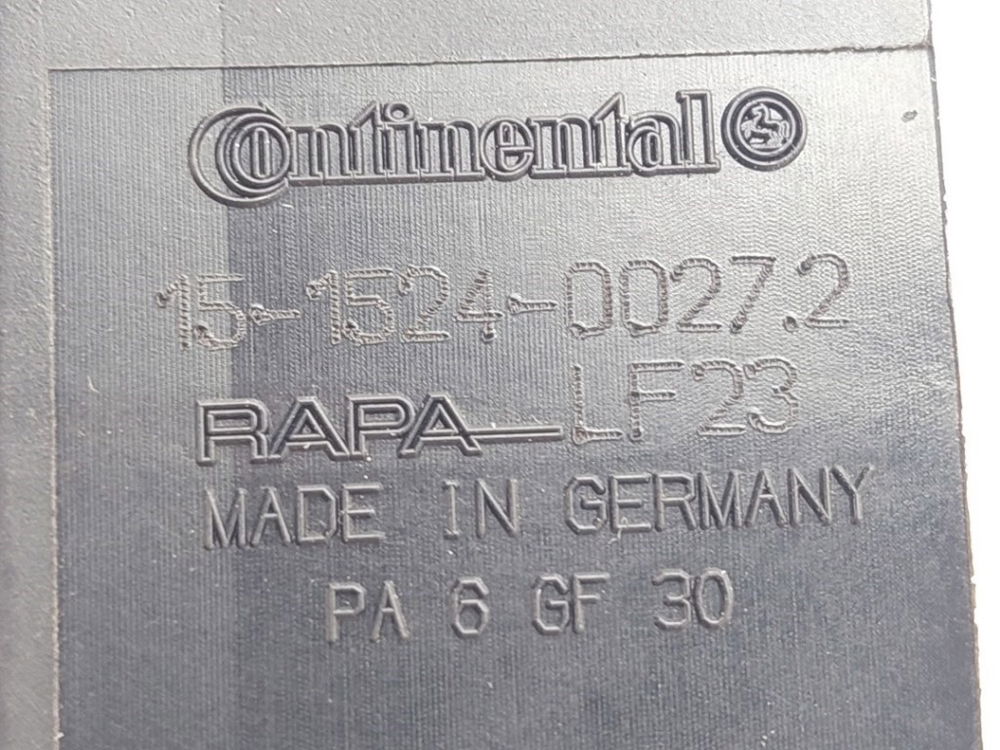 Continental
15-1524-0027.2
RAPA LF23
MADE IN GERMANY
PA 6 GF 30